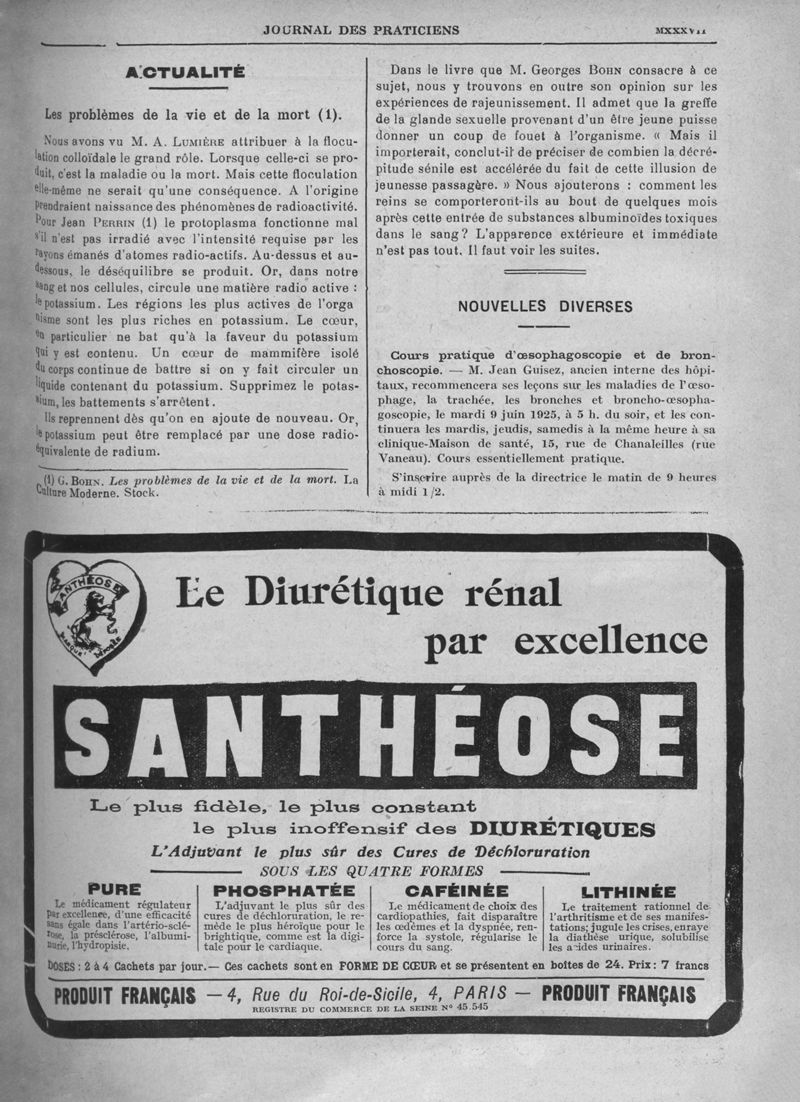 JOURNAL DES PRATICIENS
MXXXVII
ACTUALITÉ
Les problèmes de la vie et de la mort (1).
Nous avons vu M. A. LUMIÈRE attribuer à la flocu-
lation colloïdale le grand rôle. Lorsque celle-ci se pro-
duit, c'est la maladie ou la mort. Mais cette floculation
elle-même ne serait qu'une conséquence. A l'origine
prendraient naissance des phénomènes de radioactivité.
Pour Jean PERRIN (1) le protoplasma fonctionne mal
s'il n'est pas irradié avec l'intensité requise par les
rayons émanés d'atomes radio-actifs. Au-dessus et au-
dessous, le déséquilibre se produit. Or, dans notre
sang et nos cellules, circule une matière radio active :
le potassium. Les régions les plus actives de l'orga
nisme sont les plus riches en potassium. Le cœur,
en particulier ne bat qu'à la faveur du potassium
qui y est contenu. Un cœur de mammifère isolé
du corps continue de battre si on y fait circuler un
liquide contenant du potassium. Supprimez le potas-
sium, les battements s'arrêtent.
Ils reprennent dès qu'on en ajoute de nouveau. Or,
le potassium peut être remplacé par une dose radio-
équivalente de radium.
(1) G. BOHN. Les problèmes de la vie et de la mort. La
Culture Moderne. Stock.
Dans le livre que M. Georges BOHN consacre à ce
sujet, nous y trouvons en outre son opinion sur les
expériences de rajeunissement. Il admet que la greffe
de la glande sexuelle provenant d'un être jeune puisse
donner un coup de fouet à l'organisme. « Mais il
importerait, conclut-il de préciser de combien la décré-
pitude sénile est accélérée du fait de cette illusion de
jeunesse passagère. » Nous ajouterons : comment les
reins se comporteront-ils au bout de quelques mois
après cette entrée de substances albuminoïdes toxiques
dans le sang ? L'apparence extérieure et immédiate
n'est pas tout. Il faut voir les suites.
NOUVELLES DIVERSES
Cours pratique d'œsophagoscopie et de bron-
choscopie. — M. Jean Guisez, ancien interne des hôpi-
taux, recommencera ses leçons sur les maladies de l'œso-
phage, la trachée, les bronches et broncho-œsopha-
goscopie, le mardi 9 juin 1925, à 5 h. du soir, et les con-
tinuera les mardis, jeudis, samedis à la même heure à sa
clinique-Maison de santé, 15, rue de Chanaleilles (rue
Vaneau). Cours essentiellement pratique.
S'inscrire auprès de la directrice le matin de 9 heures
à midi 1/2.
SANTHÉOSE
MARQUE DÉPOSÉE
Le Diurétique rénal
par excellence
SANTHÉOSE
Le plus fidèle, le plus constant
le plus inoffensif des DIURÉTIQUES
L'Adjuvant le plus sûr des Cures de Déchloruration
SOUS LES QUATRE FORMES
PURE
Le médicament régulateur
par excellence, d'une efficacité
sans égale dans l'artério-sclé-
rose, la présclérose, l'albumi-
nurie, l'hydropisie.
PHOSPHATÉE
L'adjuvant le plus sûr des
cures de déchloruration, le re-
mède le plus héroïque pour le
brightique, comme est la digi-
tale pour le cardiaque.
CAFÉINÉE
Le médicament de choix des
cardiopathies, fait disparaître
les œdèmes et la dyspnée, ren-
force la systole, régularise le
cours du sang.
LITHINÉE
Le traitement rationnel de
l'arthritisme et de ses manifes-
tations; jugule les crises, enraye
la diathèse urique, solubilise
les acides urinaires.
DOSES : 2 à 4 Cachets par jour. — Ces cachets sont en FORME DE CŒUR et se présentent en boîtes de 24. Prix : 7 francs
PRODUIT FRANÇAIS — 4, Rue du Roi-de-Sicile, 4, PARIS — PRODUIT FRANÇAIS
REGISTRE DU COMMERCE DE LA SEINE N° 45.545